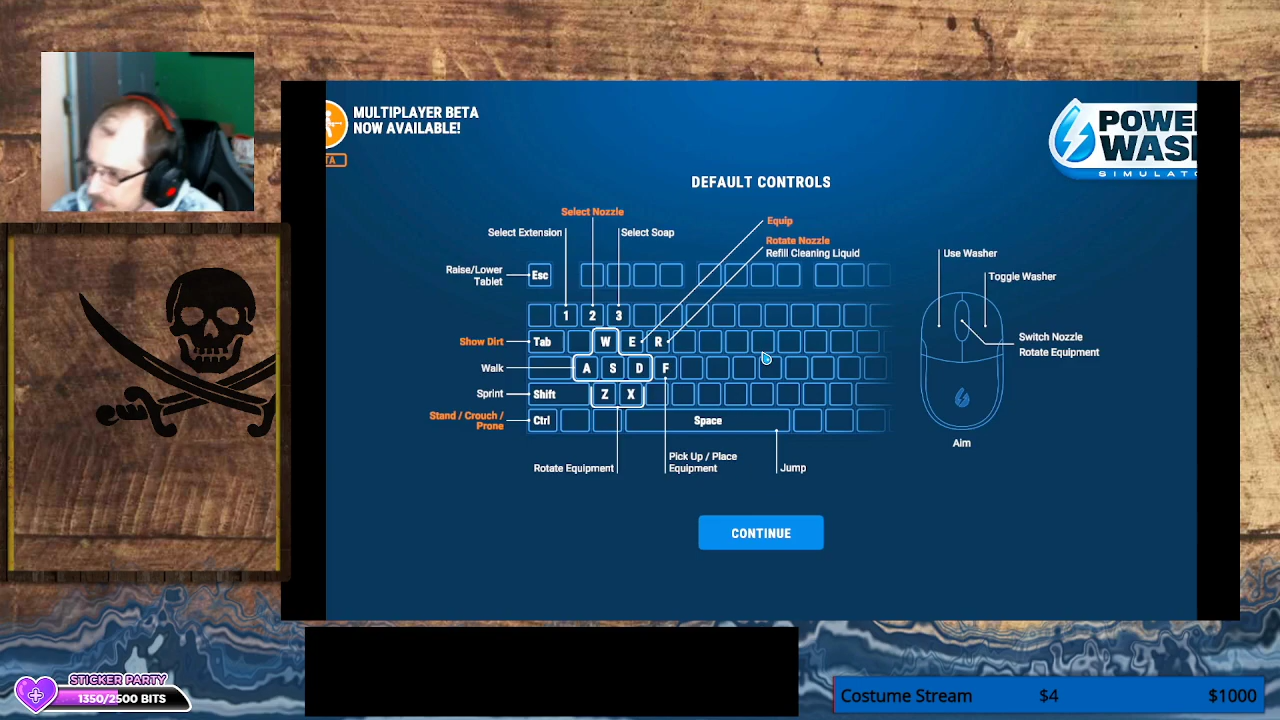 MULTIPLAYER BETA
NOW AVAILABLE!
TA
POWE
WAS
SIMULATO
DEFAULT CONTROLS
Select Nozzle
Select Extension
Select Soap
Equip
Rotate Nozzle
Refill Cleaning Liquid
Raise/Lower
Tablet
Esc
1 2 3
Show Dirt
Tab W E R
Walk
A S D F
Sprint
Shift Z X
Stand / Crouch /
Prone
Ctrl Space
Rotate Equipment
Pick Up / Place
Equipment
Jump
Use Washer
Toggle Washer
Switch Nozzle
Rotate Equipment
Aim
CONTINUE
STICKER PARTY
1350/2500 BITS
Costume Stream $4 $1000